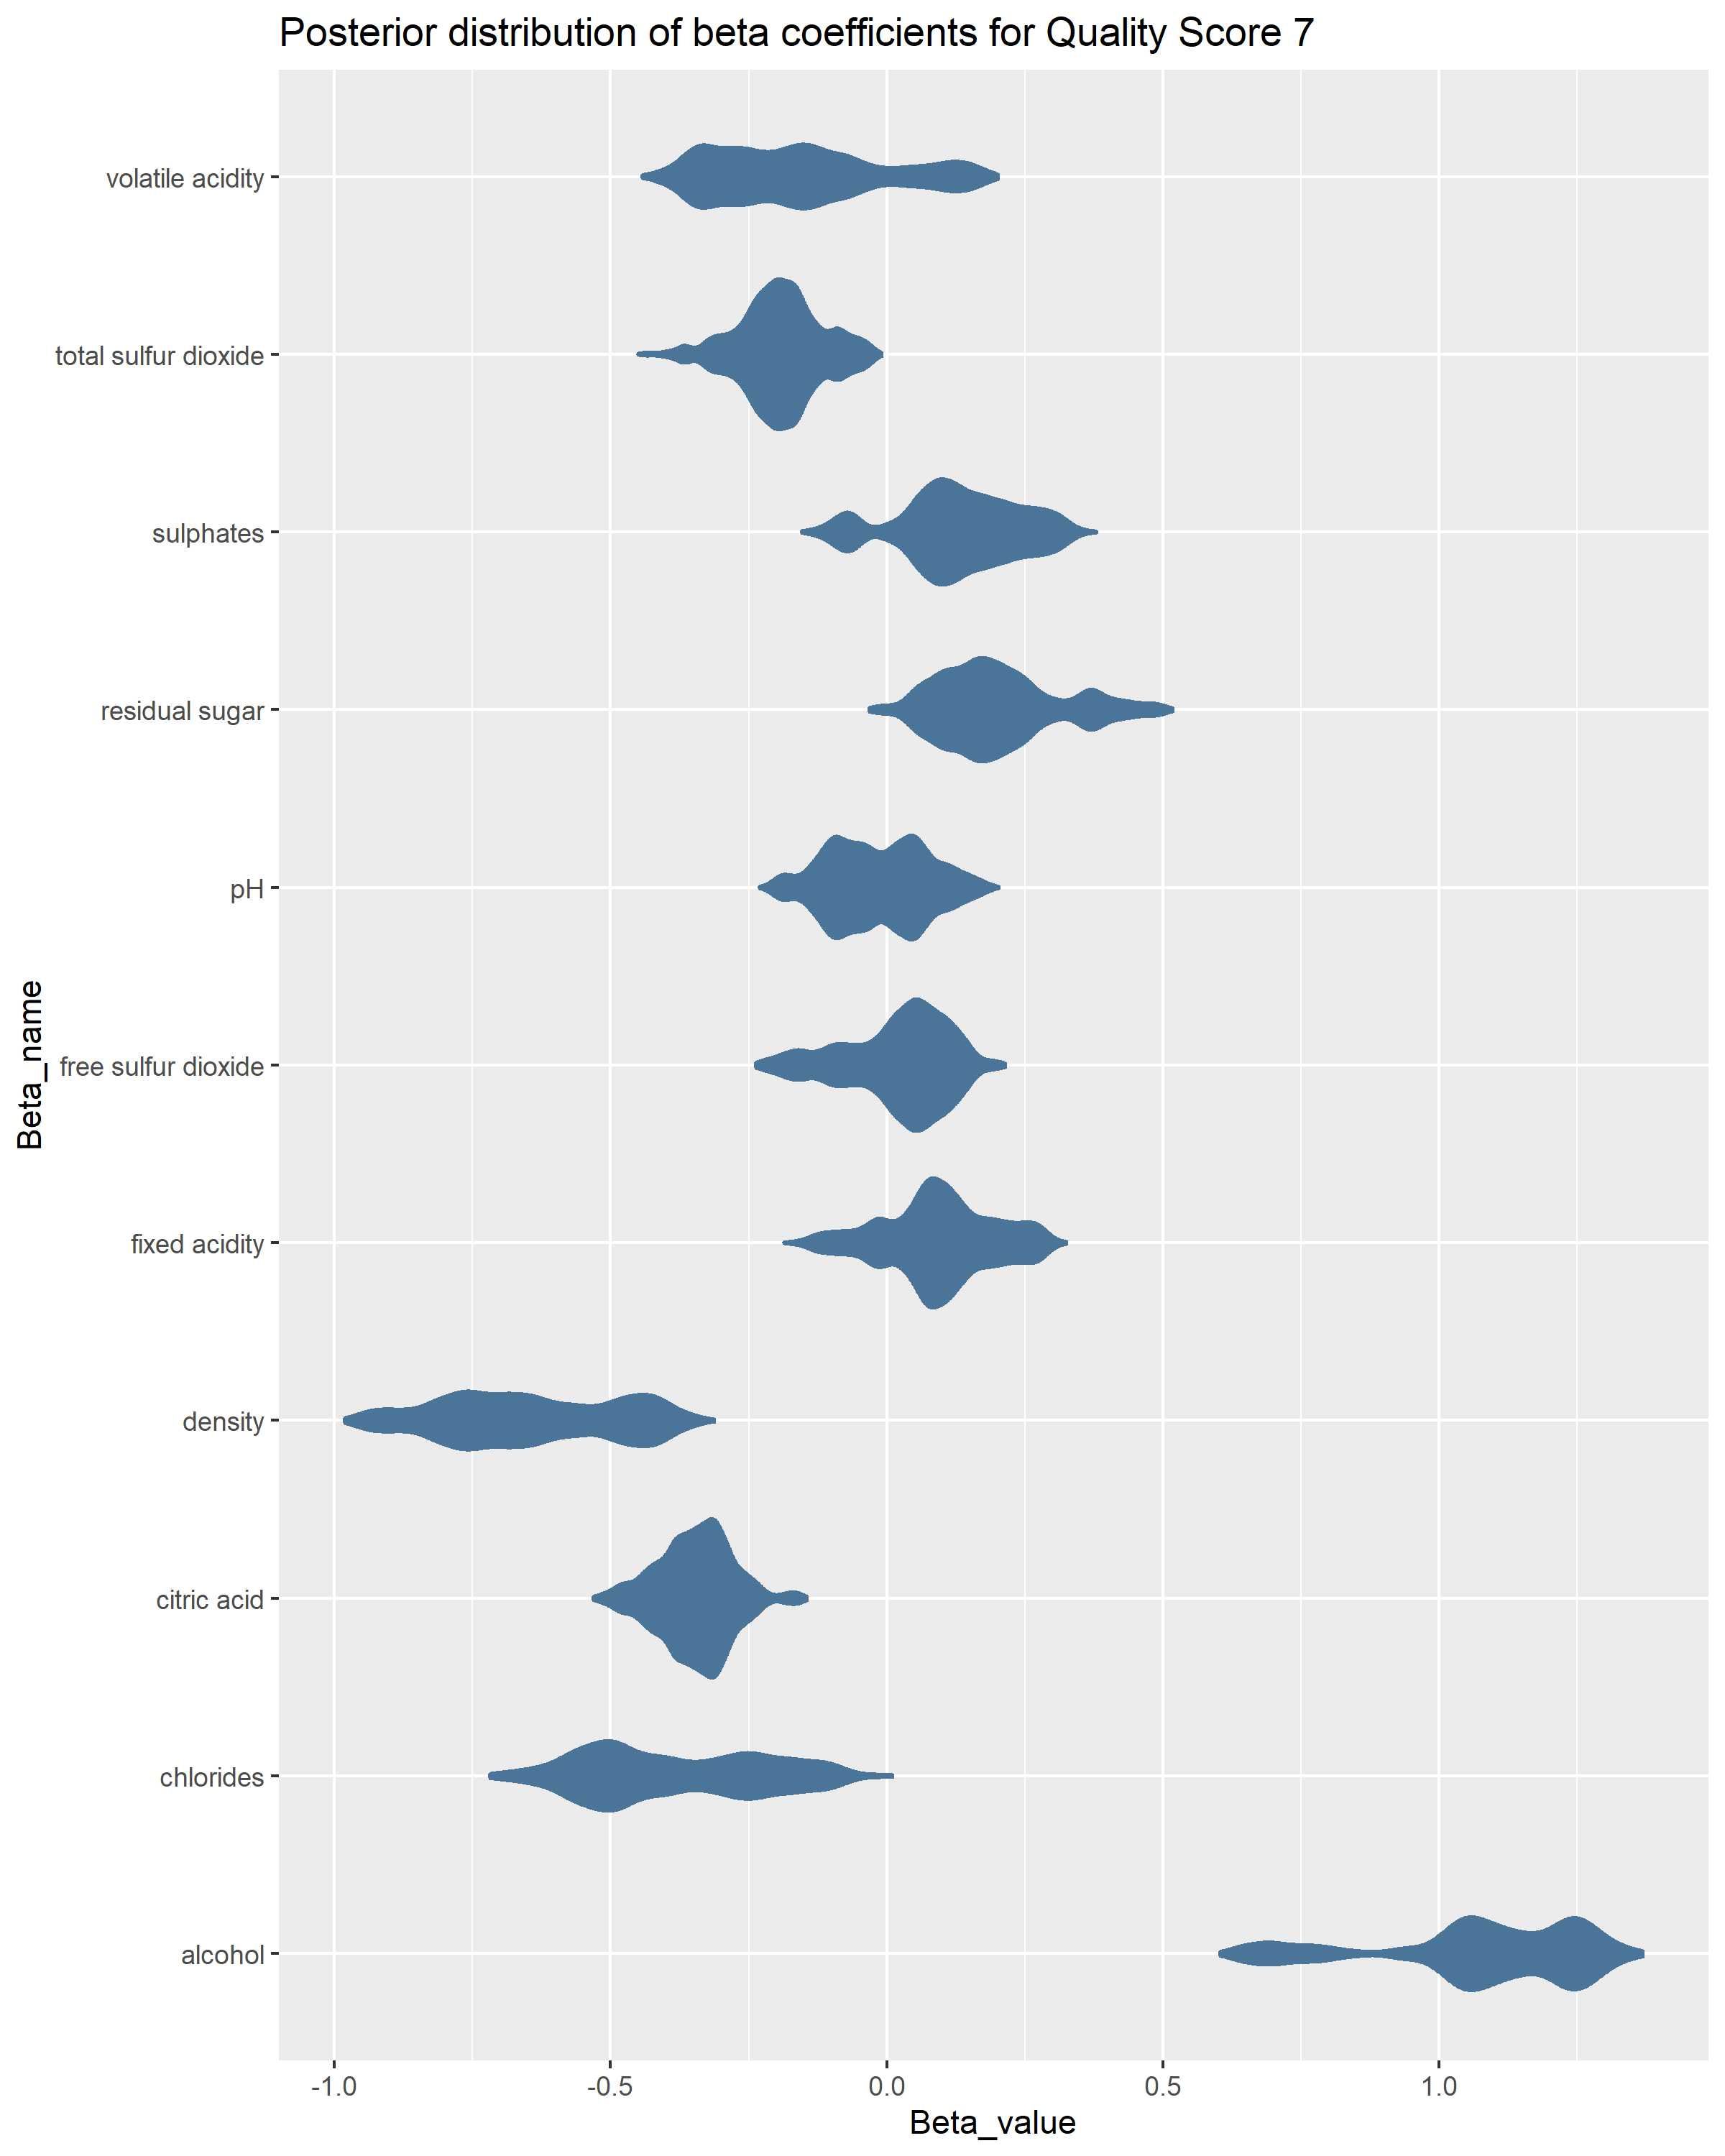 Posterior distribution of beta coefficients for Quality Score 7
Beta_name
volatile acidity
total sulfur dioxide
sulphates
residual sugar
pH
free sulfur dioxide
fixed acidity
density
citric acid
chlorides
alcohol
-1.0 -0.5 0.0 0.5 1.0
Beta_value